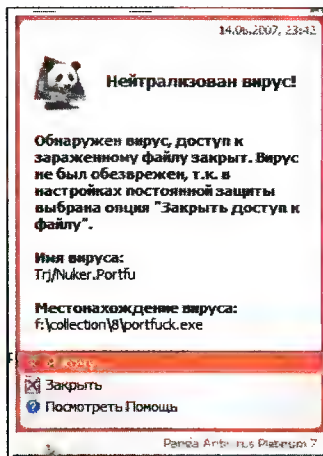 14.06.2007, 23:42
Нейтрализован вирус!
Обнаружен вирус, доступ к
зараженному файлу закрыт. Вирус
не был обезврежен, т.к. в
настройках постоянной защиты
выбрана опция "Закрыть доступ к
файлу".
Имя вируса:
Trj/Nuker.Portfu
Местонахождение вируса:
f:\collection\8\portfuck.exe
Закрыть
Посмотреть Помощь
Panda Antivirus Platinum 7